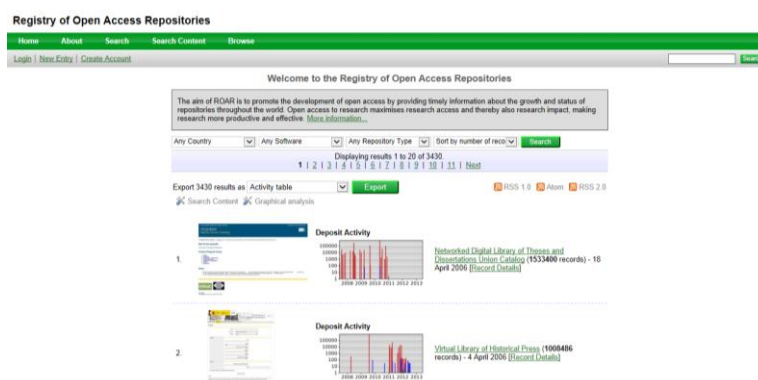 Registry of Open Access Repositories
Home About Search Search Content Browse
Login | New Entry | Create Account
Search
Welcome to the Registry of Open Access Repositories
The aim of ROAR is to promote the development of open access by providing timely information about the growth and status of
repositories throughout the world. Open access to research maximises research access and thereby also research impact, making
research more productive and effective. More information...
Any Country Any Software Any Repository Type Sort by number of reco Search
Displaying results 1 to 20 of 3430.
1 | 2 | 3 | 4 | 5 | 6 | 7 | 8 | 9 | 10 | 11 | Next
Export 3430 results as Activity table Export RSS 1.0 Atom RSS 2.0
Search Content Graphical analysis
1.
Deposit Activity
100000
10000
1000
100
10
2008 2009 2010 2011 2012 2013
Networked Digital Library of Theses and
Dissertations Union Catalog (1533400 records) - 18
April 2006 [Record Details]
2.
Deposit Activity
100000
10000
1000
100
10
2008 2009 2010 2011 2012 2013
Virtual Library of Historical Press (1008486
records) - 4 April 2006 [Record Details]